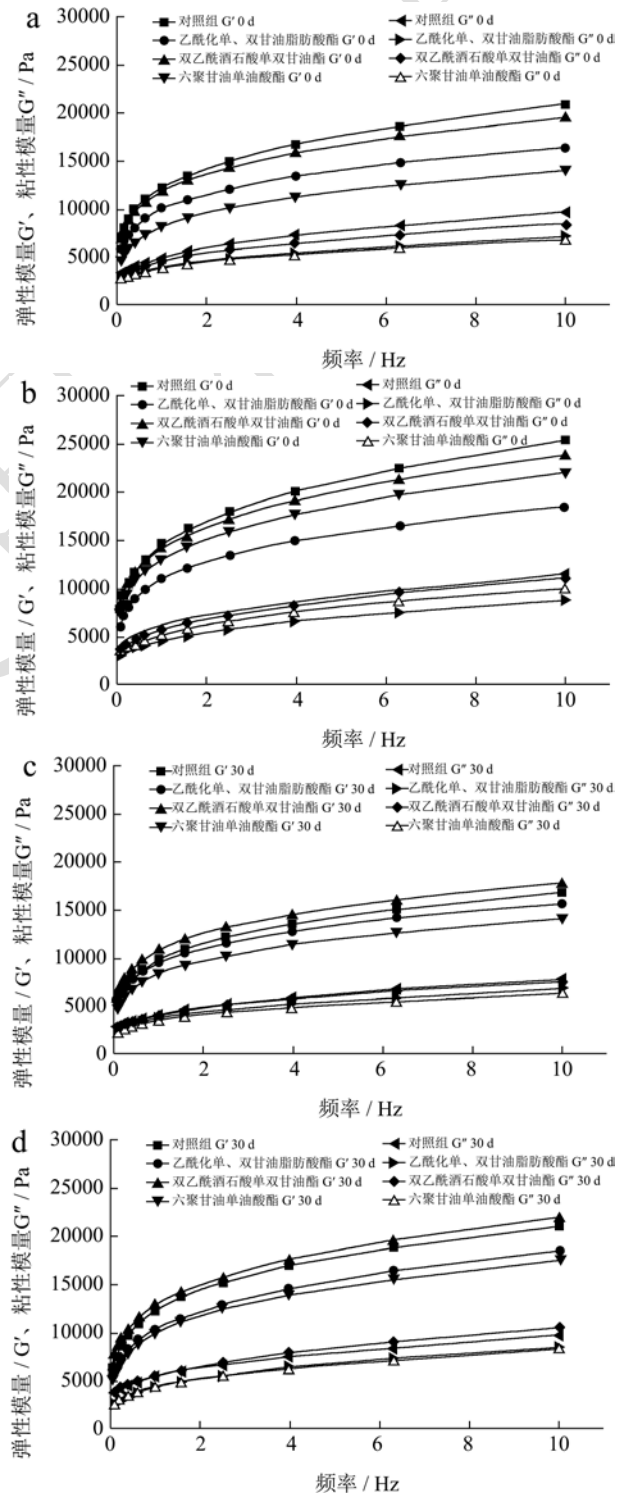 a
弹性模量G′、粘性模量G″ / Pa
30000
25000
20000
15000
10000
5000
0
对照组 G′ 0 d
对照组 G″ 0 d
乙酰化单、双甘油脂肪酸酯 G′ 0 d
乙酰化单、双甘油脂肪酸酯 G″ 0 d
双乙酰酒石酸单双甘油酯 G′ 0 d
双乙酰酒石酸单双甘油酯 G″ 0 d
六聚甘油单油酸酯 G′ 0 d
六聚甘油单油酸酯 G″ 0 d
0 2 4 6 8 10
频率 / Hz
b
弹性模量 / G′、粘性模量G″ / Pa
30000
25000
20000
15000
10000
5000
0
对照组 G′ 0 d
对照组 G″ 0 d
乙酰化单、双甘油脂肪酸酯 G′ 0 d
乙酰化单、双甘油脂肪酸酯 G″ 0 d
双乙酰酒石酸单双甘油酯 G′ 0 d
双乙酰酒石酸单双甘油酯 G″ 0 d
六聚甘油单油酸酯 G′ 0 d
六聚甘油单油酸酯 G″ 0 d
0 2 4 6 8 10
频率 / Hz
c
弹性模量 / G′、粘性模量G″ / Pa
30000
25000
20000
15000
10000
5000
0
对照组 G′ 30 d
对照组 G″ 30 d
乙酰化单、双甘油脂肪酸酯 G′ 30 d
乙酰化单、双甘油脂肪酸酯 G″ 30 d
双乙酰酒石酸单双甘油酯 G′ 30 d
双乙酰酒石酸单双甘油酯 G″ 30 d
六聚甘油单油酸酯 G′ 30 d
六聚甘油单油酸酯 G″ 30 d
0 2 4 6 8 10
频率 / Hz
d
弹性模量 / G′、粘性模量G″ / Pa
30000
25000
20000
15000
10000
5000
0
对照组 G′ 30 d
对照组 G″ 30 d
乙酰化单、双甘油脂肪酸酯 G′ 30 d
乙酰化单、双甘油脂肪酸酯 G″ 30 d
双乙酰酒石酸单双甘油酯 G′ 30 d
双乙酰酒石酸单双甘油酯 G″ 30 d
六聚甘油单油酸酯 G′ 30 d
六聚甘油单油酸酯 G″ 30 d
0 2 4 6 8 10
频率 / Hz